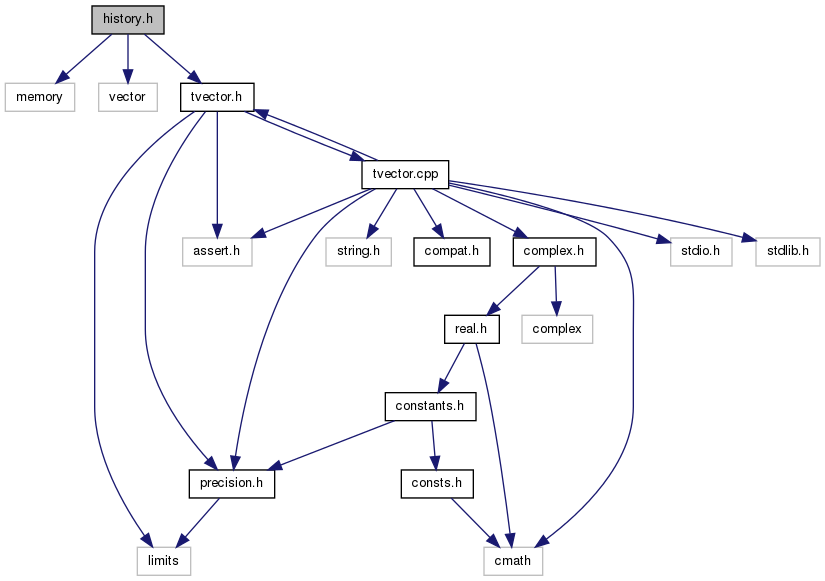 history.h
memory
vector
tvector.h
tvector.cpp
assert.h
string.h
compat.h
complex.h
stdio.h
stdlib.h
real.h
complex
constants.h
precision.h
consts.h
limits
cmath